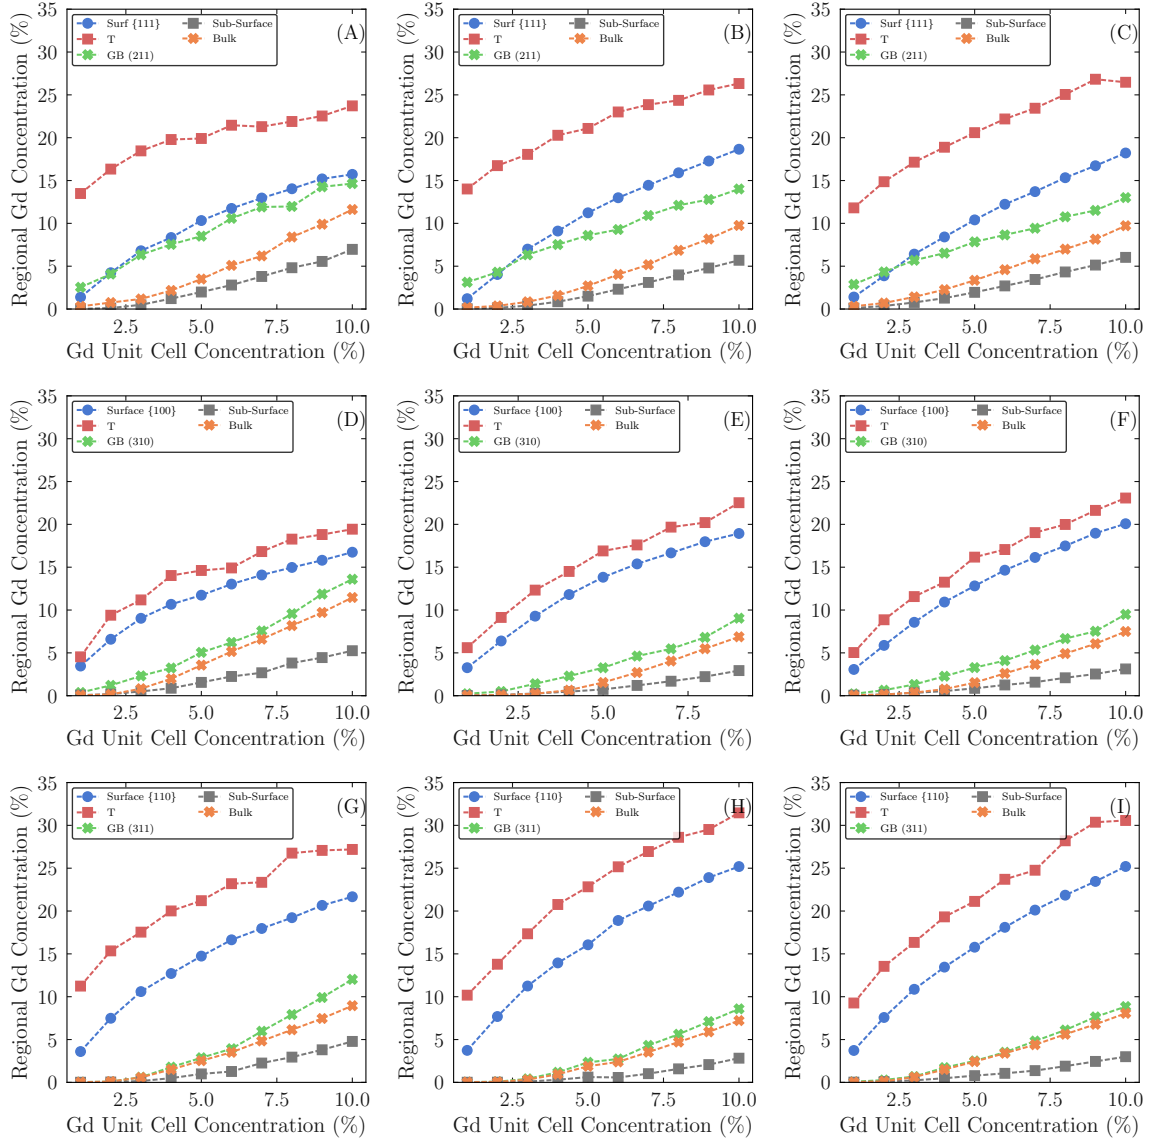 Regional Gd Concentration (%)
35
30
25
20
15
10
5
0
Surf {111}
T
GB (211)
Sub-Surface
Bulk
(A)
2.5
5.0
7.5
10.0
Gd Unit Cell Concentration (%)
Regional Gd Concentration (%)
35
30
25
20
15
10
5
0
Surf {111}
T
GB (211)
Sub-Surface
Bulk
(B)
2.5
5.0
7.5
10.0
Gd Unit Cell Concentration (%)
Regional Gd Concentration (%)
35
30
25
20
15
10
5
0
Surf {111}
T
GB (211)
Sub-Surface
Bulk
(C)
2.5
5.0
7.5
10.0
Gd Unit Cell Concentration (%)
Regional Gd Concentration (%)
35
30
25
20
15
10
5
0
Surface {100}
T
GB (310)
Sub-Surface
Bulk
(D)
2.5
5.0
7.5
10.0
Gd Unit Cell Concentration (%)
Regional Gd Concentration (%)
35
30
25
20
15
10
5
0
Surface {100}
T
GB (310)
Sub-Surface
Bulk
(E)
2.5
5.0
7.5
Gd Unit Cell Concentration (%)
Regional Gd Concentration (%)
35
30
25
20
15
10
5
0
Surface {100}
T
GB (310)
Sub-Surface
Bulk
(F)
2.5
5.0
7.5
10.0
Gd Unit Cell Concentration (%)
Regional Gd Concentration (%)
35
30
25
20
15
10
5
0
Surface {110}
T
GB (311)
Sub-Surface
Bulk
(G)
2.5
5.0
7.5
10.0
Gd Unit Cell Concentration (%)
Regional Gd Concentration (%)
35
30
25
20
15
10
5
0
Surface {110}
T
GB (311)
Sub-Surface
Bulk
(H)
2.5
5.0
7.5
10.0
Gd Unit Cell Concentration (%)
Regional Gd Concentration (%)
35
30
25
20
15
10
5
0
Surface {110}
T
GB (311)
Sub-Surface
Bulk
(I)
2.5
5.0
7.5
10.0
Gd Unit Cell Concentration (%)